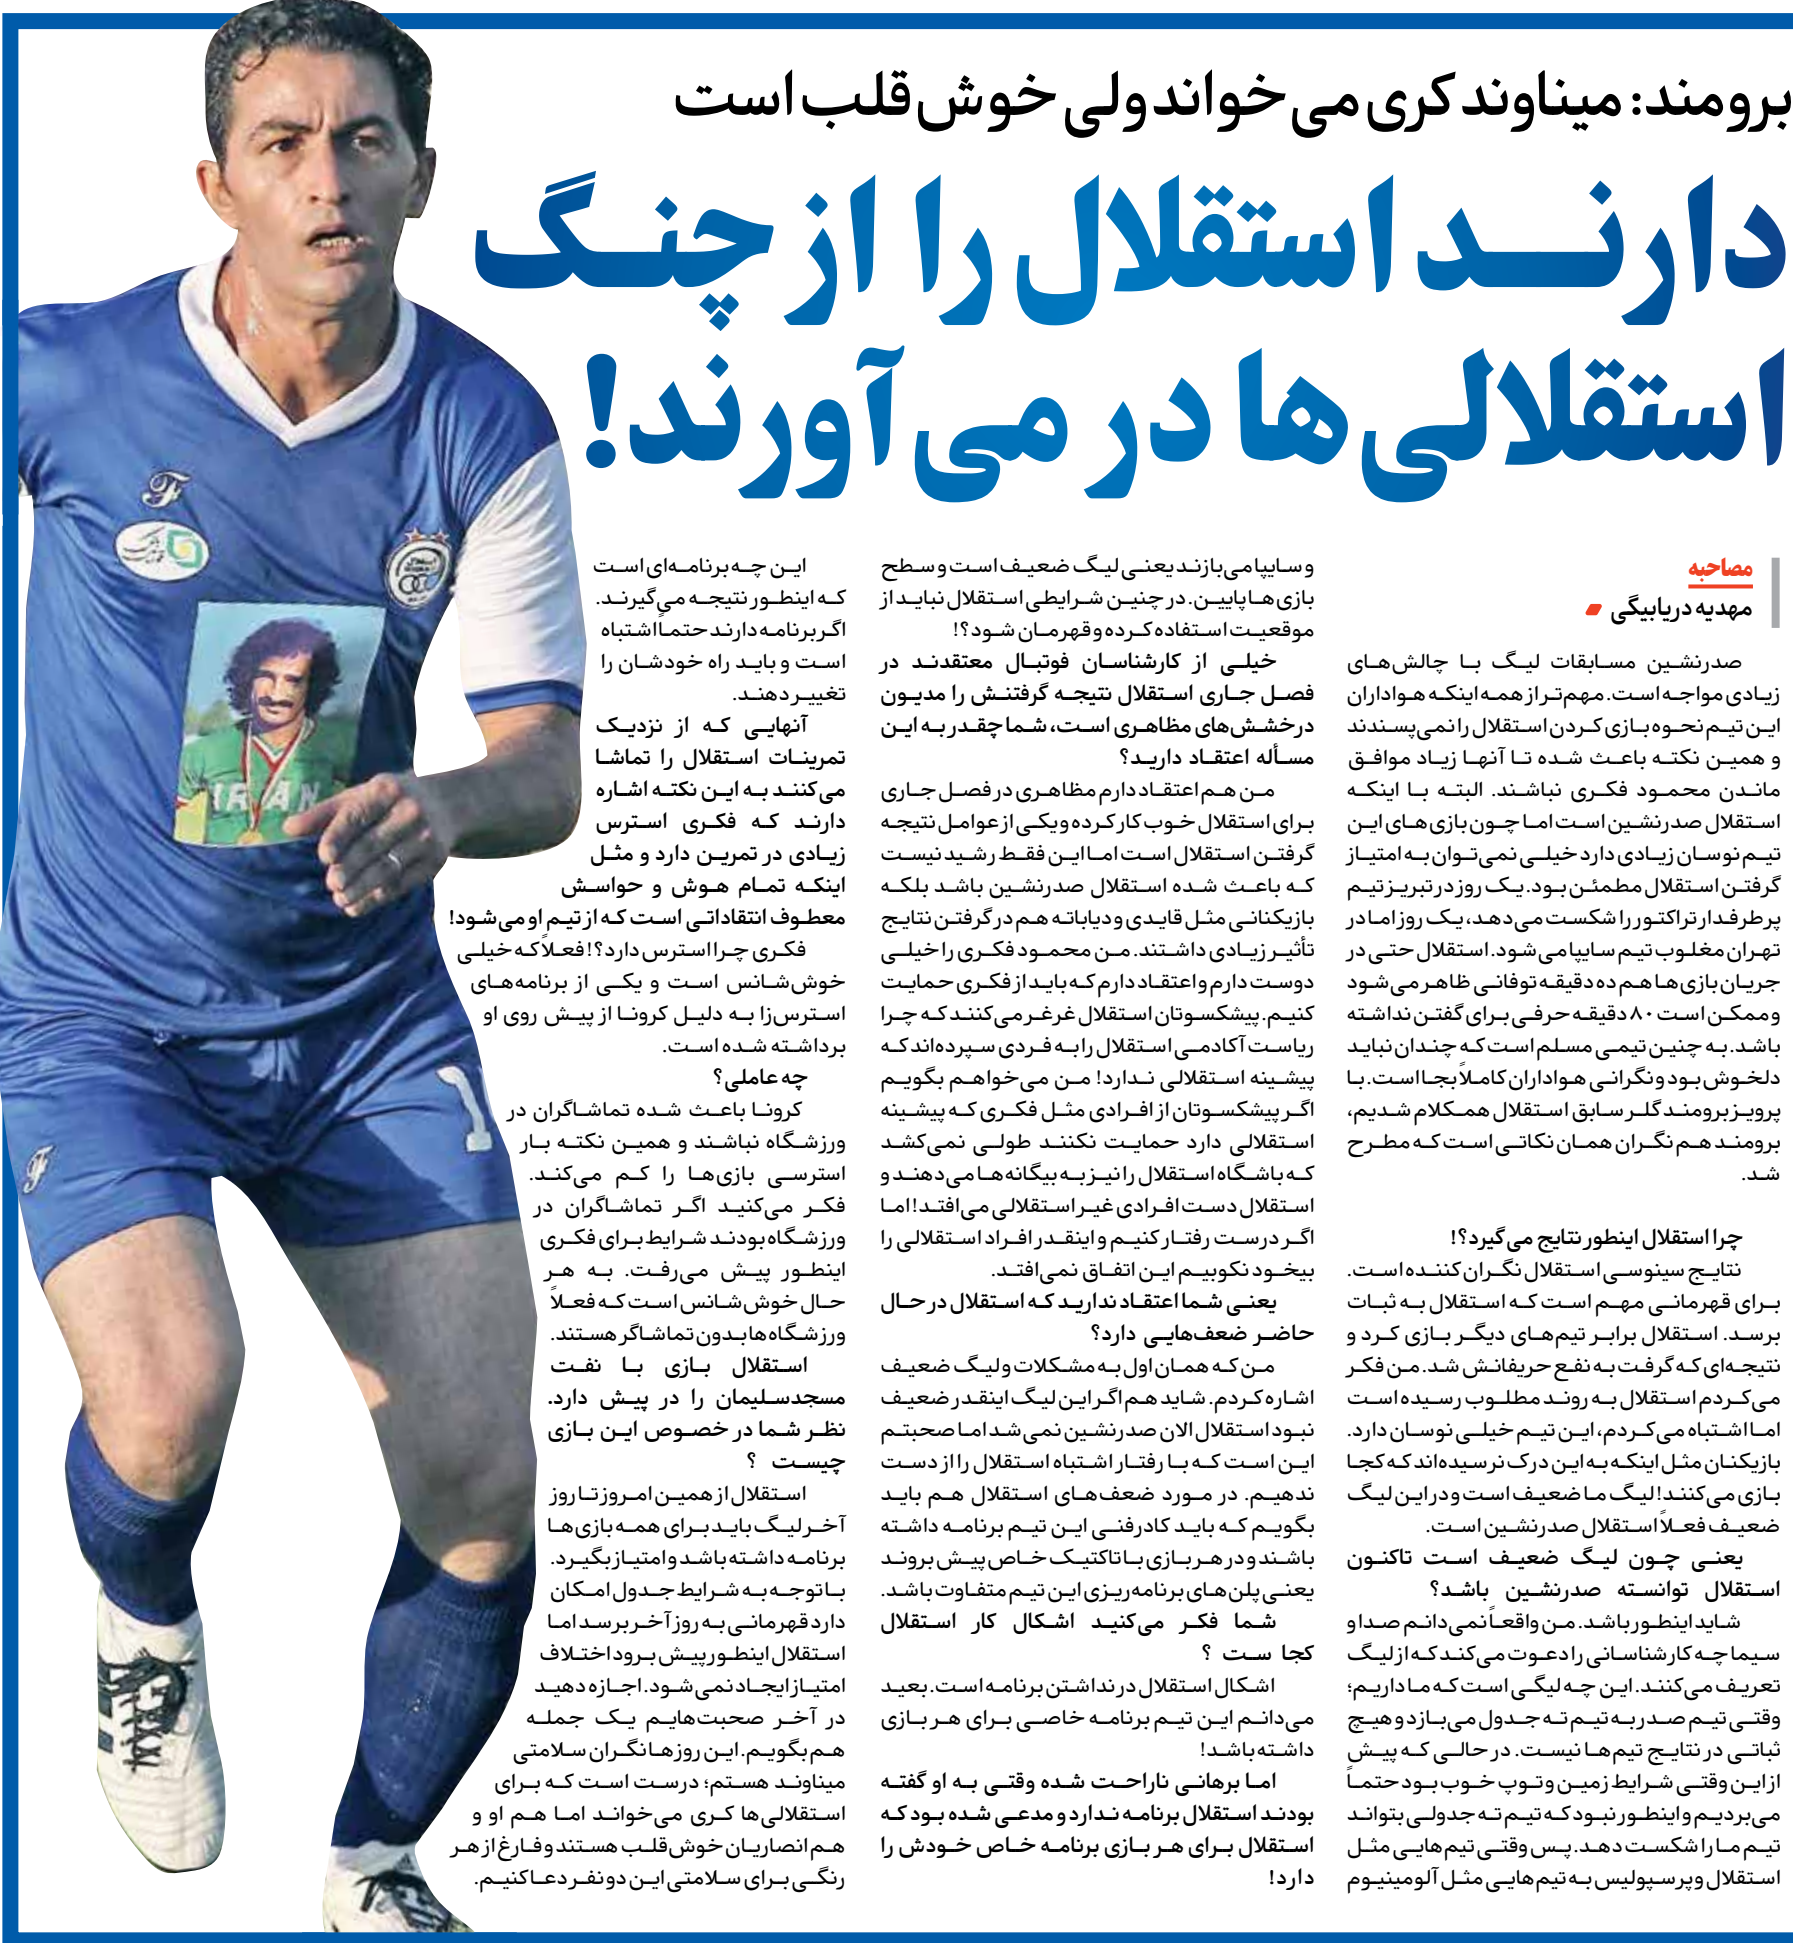 برومند: میناوند کری می‌خواند ولی خوش قلب است
دارنـــد استقلال را از چنـگ
استقلالی‌ها در می‌آورند!
مصاحبه
مهدیه دریابیگی
صدرنشین مسابقات لیگ با چالش‌های
زیادی مواجه است. مهم‌تر از همه اینکه هواداران
این تیم نحوه بازی کردن استقلال را نمی‌پسندند
و همین نکته باعث شده تا آنها زیاد موافق
ماندن محمود فکری نباشند. البته با اینکه
استقلال صدرنشین است اما چون بازی‌های این
تیم نوسان زیادی دارد خیلی نمی‌توان به امتیاز
گرفتن استقلال مطمئن بود. یک روز در تبریز تیم
پرطرفدار تراکتور را شکست می‌دهد، یک روز اما در
تهران مغلوب تیم سایپا می‌شود. استقلال حتی در
جریان بازی‌ها هم ده دقیقه توفانی ظاهر می‌شود
و ممکن است ۸۰ دقیقه حرفی برای گفتن نداشته
باشد. به چنین تیمی مسلم است که چندان نباید
دلخوش بود و نگرانی هواداران کاملاً بجا است. با
پرویز برومند گلر سابق استقلال همکلام شدیم،
برومند هم نگران همان نکاتی است که مطرح
شد.
چرا استقلال اینطور نتایج می‌گیرد؟!
نتایج سینوسی استقلال نگران کننده است.
برای قهرمانی مهم است که استقلال به ثبات
برسد. استقلال برابر تیم‌های دیگر بازی کرد و
نتیجه‌ای که گرفت به نفع حریفانش شد. من فکر
می‌کردم استقلال به روند مطلوب رسیده است
اما اشتباه می‌کردم، این تیم خیلی نوسان دارد.
بازیکنان مثل اینکه به این درک نرسیده‌اند که کجا
بازی می‌کنند! لیگ ما ضعیف است و در این لیگ
ضعیف فعلاً استقلال صدرنشین است.
یعنی چون لیگ ضعیف است تاکنون
استقلال توانسته صدرنشین باشد؟
شاید اینطور باشد. من واقعاً نمی‌دانم صدا و
سیما چه کارشناسانی را دعوت می‌کند که از لیگ
تعریف می‌کنند. این چه لیگی است که ما داریم؛
وقتی تیم صدر به تیم ته جدول می‌بازد و هیچ
ثباتی در نتایج تیم‌ها نیست. در حالی که پیش
از این وقتی شرایط زمین و توپ خوب بود حتماً
می‌بردیم و اینطور نبود که تیم ته جدولی بتواند
تیم ما را شکست دهد. پس وقتی تیم‌هایی مثل
استقلال و پرسپولیس به تیم‌هایی مثل آلومینیوم
و سایپا می‌بازند یعنی لیگ ضعیف است و سطح
بازی‌ها پایین. در چنین شرایطی استقلال نباید از
موقعیت استفاده کرده و قهرمان شود؟!
خیلی از کارشناسان فوتبال معتقدند در
فصل جاری استقلال نتیجه گرفتنش را مدیون
درخشش‌های مظاهری است، شما چقدر به این
مسأله اعتقاد دارید؟
من هم اعتقاد دارم مظاهری در فصل جاری
برای استقلال خوب کار کرده و یکی از عوامل نتیجه
گرفتن استقلال است اما این فقط رشید نیست
که باعث شده استقلال صدرنشین باشد بلکه
بازیکنانی مثل قایدی و دیاباته هم در گرفتن نتایج
تأثیر زیادی داشتند. من محمود فکری را خیلی
دوست دارم و اعتقاد دارم که باید از فکری حمایت
کنیم. پیشکسوتان استقلال غرغر می‌کنند که چرا
ریاست آکادمی استقلال را به فردی سپرده‌اند که
پیشینه استقلالی ندارد! من می‌خواهم بگویم
اگر پیشکسوتان از افرادی مثل فکری که پیشینه
استقلالی دارد حمایت نکنند طولی نمی‌کشد
که باشگاه استقلال را نیز به بیگانه‌ها می‌دهند و
استقلال دست افرادی غیر استقلالی می‌افتد! اما
اگر درست رفتار کنیم و اینقدر افراد استقلالی را
بیخود نکوبیم این اتفاق نمی‌افتد.
یعنی شما اعتقاد ندارید که استقلال در حال
حاضر ضعف‌هایی دارد؟
من که همان اول به مشکلات و لیگ ضعیف
اشاره کردم. شاید هم اگر این لیگ اینقدر ضعیف
نبود استقلال الان صدرنشین نمی‌شد اما صحبتم
این است که با رفتار اشتباه استقلال را از دست
ندهیم. در مورد ضعف‌های استقلال هم باید
بگویم که باید کادرفنی این تیم برنامه داشته
باشند و در هر بازی با تاکتیک خاص پیش بروند
یعنی پلن‌های برنامه‌ریزی این تیم متفاوت باشد.
شما فکر می‌کنید اشکال کار استقلال
کجا ست ؟
اشکال استقلال در نداشتن برنامه است. بعید
می‌دانم این تیم برنامه خاصی برای هر بازی
داشته باشد!
اما برهانی ناراحت شده وقتی به او گفته
بودند استقلال برنامه ندارد و مدعی شده بود که
استقلال برای هر بازی برنامه خاص خودش را
دارد!
این چه برنامه‌ای است
که اینطور نتیجه می‌گیرند.
اگر برنامه دارند حتماً اشتباه
است و باید راه خودشان را
تغییر دهند.
آنهایی که از نزدیک
تمرینات استقلال را تماشا
می‌کنند به این نکته اشاره
دارند که فکری استرس
زیادی در تمرین دارد و مثل
اینکه تمام هوش و حواسش
معطوف انتقاداتی است که از تیم او می‌شود!
فکری چرا استرس دارد؟! فعلاً که خیلی
خوش‌شانس است و یکی از برنامه‌های
استرس‌زا به دلیل کرونا از پیش روی او
برداشته شده است.
چه عاملی؟
کرونا باعث شده تماشاگران در
ورزشگاه نباشند و همین نکته بار
استرسی بازی‌ها را کم می‌کند.
فکر می‌کنید اگر تماشاگران در
ورزشگاه بودند شرایط برای فکری
اینطور پیش می‌رفت. به هر
حال خوش‌شانس است که فعلاً
ورزشگاه‌ها بدون تماشاگر هستند.
استقلال بازی با نفت
مسجدسلیمان را در پیش دارد.
نظر شما در خصوص این بازی
چیست ؟
استقلال از همین امروز تا روز
آخر لیگ باید برای همه بازی‌ها
برنامه داشته باشد و امتیاز بگیرد.
با توجه به شرایط جدول امکان
دارد قهرمانی به روز آخر برسد اما
استقلال اینطور پیش برود اختلاف
امتیاز ایجاد نمی‌شود. اجازه دهید
در آخر صحبت‌هایم یک جمله
هم بگویم. این روزها نگران سلامتی
میناوند هستم؛ درست است که برای
استقلالی‌ها کری می‌خواند اما هم او و
هم انصاریان خوش‌قلب هستند و فارغ از هر
رنگی برای سلامتی این دو نفر دعا کنیم.
IRAN
1